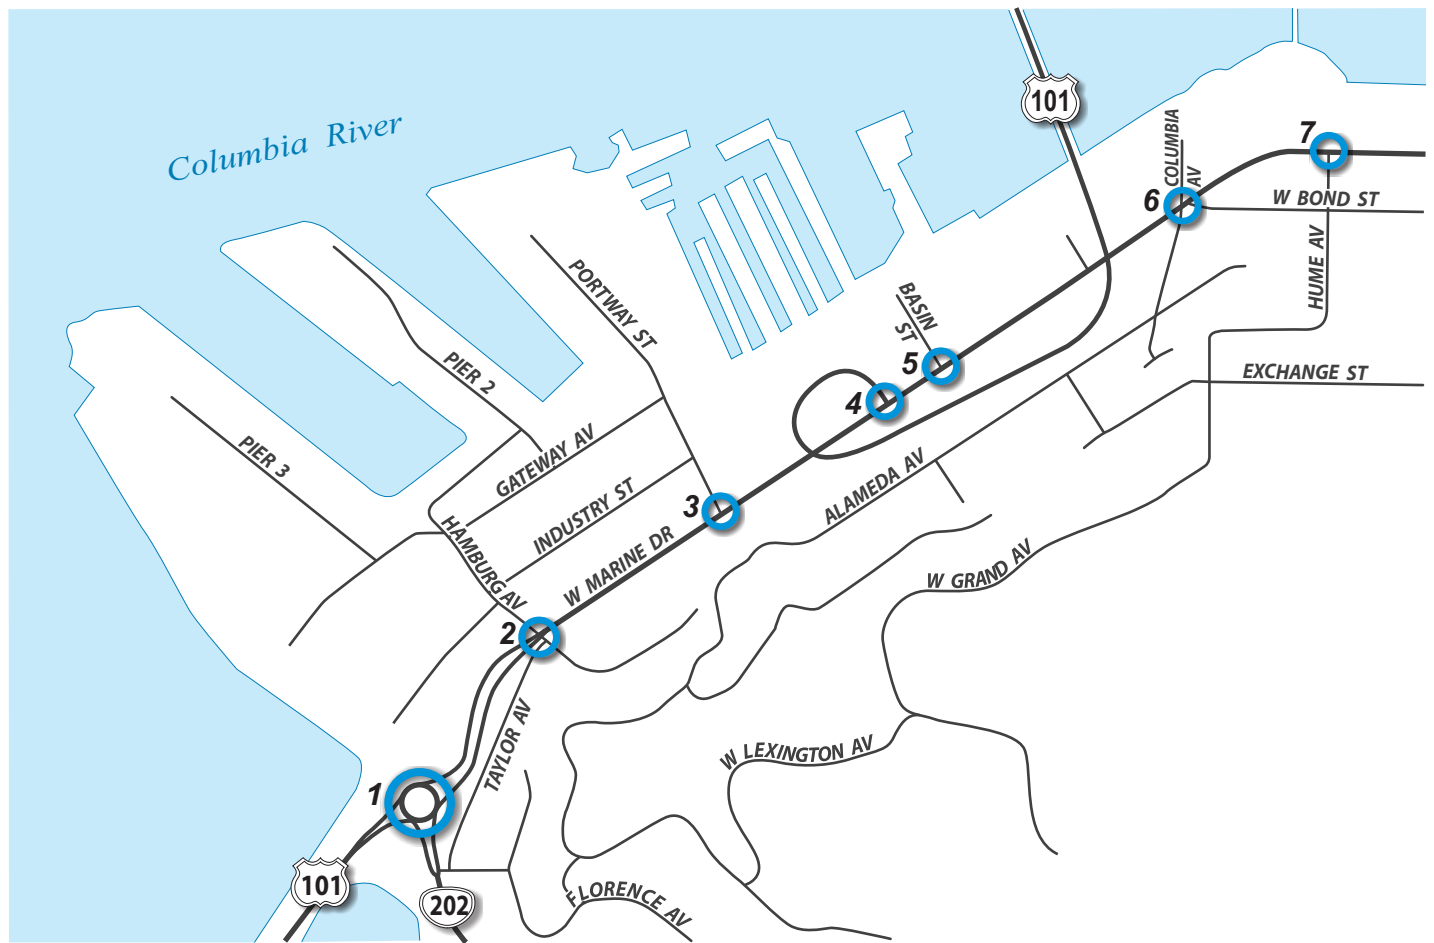 101
7
COLUMBIA
AV
Columbia River
6
W BOND ST
HUME AV
PORTWAY ST
BASIN
ST
PIER 2
5
EXCHANGE ST
4
PIER 3
GATEWAY AV
ALAMEDA AV
INDUSTRY ST
3
HAMBURG AV
W MARINE DR
W GRAND AV
2
TAYLOR AV
W LEXINGTON AV
1
101
202
FLORENCE AV